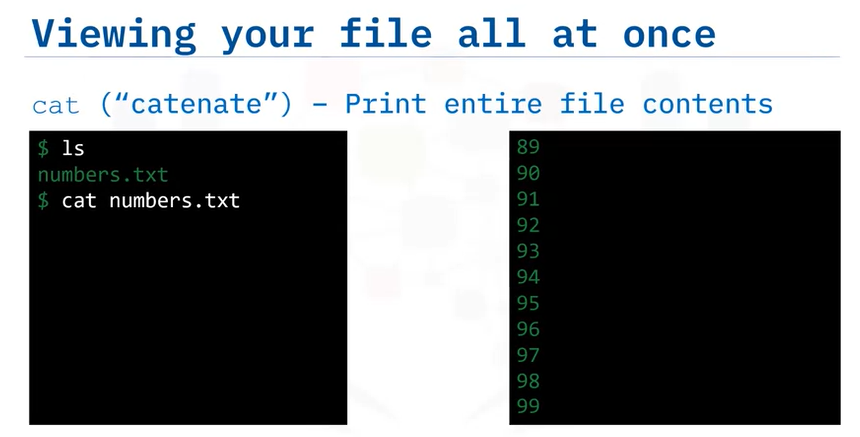 Viewing your file all at once
cat (“catenate”) – Print entire file contents
$ ls
numbers.txt
$ cat numbers.txt
89
90
91
92
93
94
95
96
97
98
99